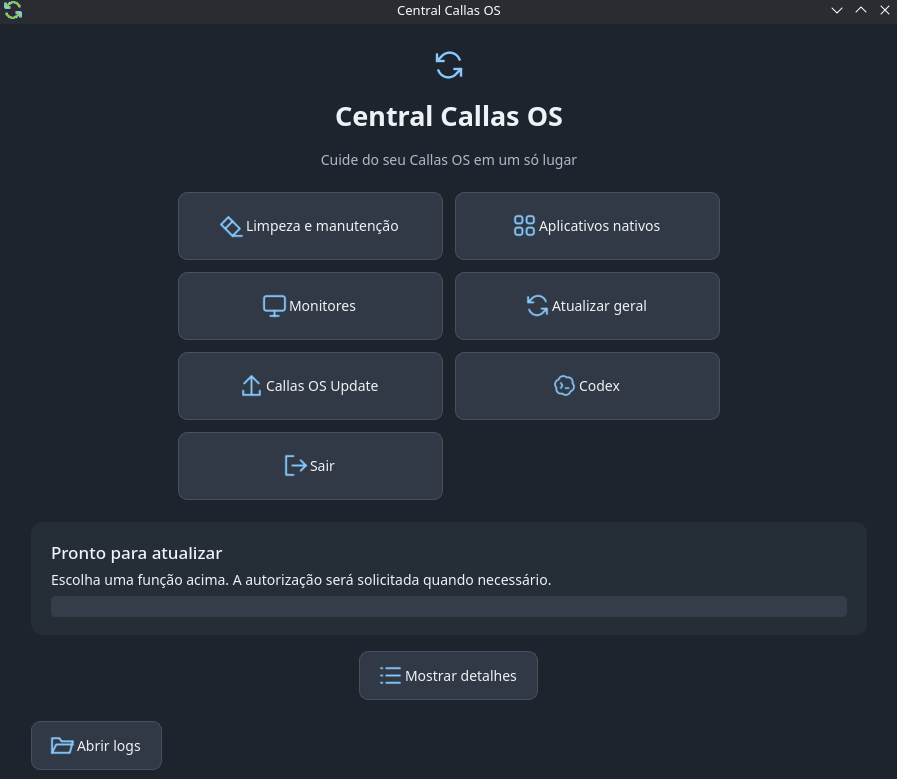 Central Callas OS
Central Callas OS
Cuide do seu Callas OS em um só lugar
Limpeza e manutenção
Aplicativos nativos
Monitores
Atualizar geral
Callas OS Update
Codex
Sair
Pronto para atualizar
Escolha uma função acima. A autorização será solicitada quando necessário.
Mostrar detalhes
Abrir logs